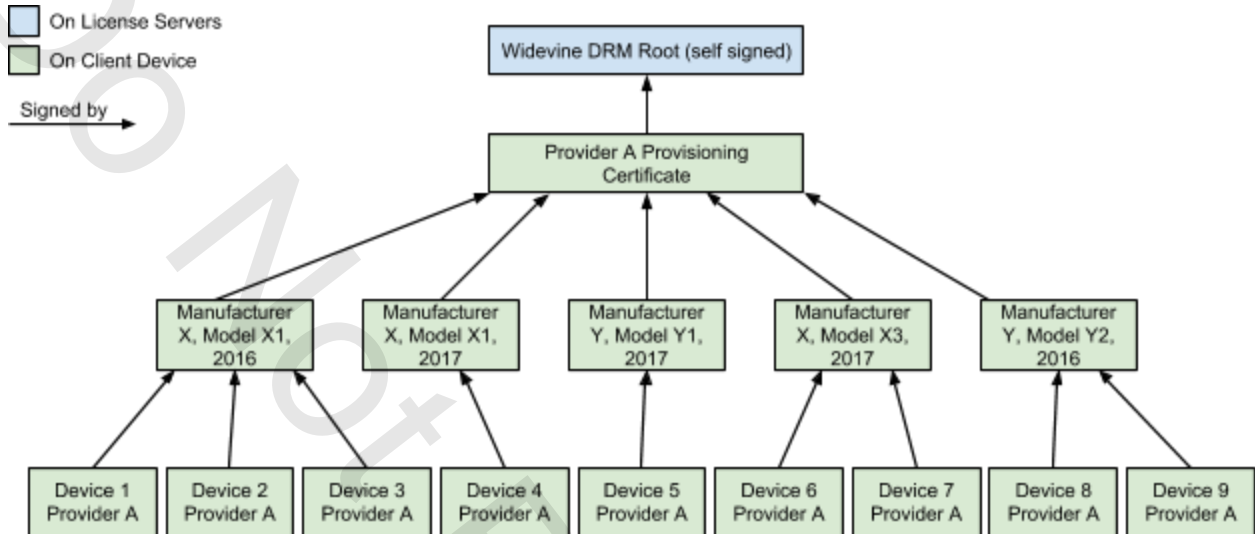 On License Servers
On Client Device
Signed by
Widevine DRM Root (self signed)
Provider A Provisioning
Certificate
Manufacturer
X, Model X1,
2016
Manufacturer
X, Model X1,
2017
Manufacturer
Y, Model Y1,
2017
Manufacturer
X, Model X3,
2017
Manufacturer
Y, Model Y2,
2016
Device 1
Provider A
Device 2
Provider A
Device 3
Provider A
Device 4
Provider A
Device 5
Provider A
Device 6
Provider A
Device 7
Provider A
Device 8
Provider A
Device 9
Provider A
Do Not